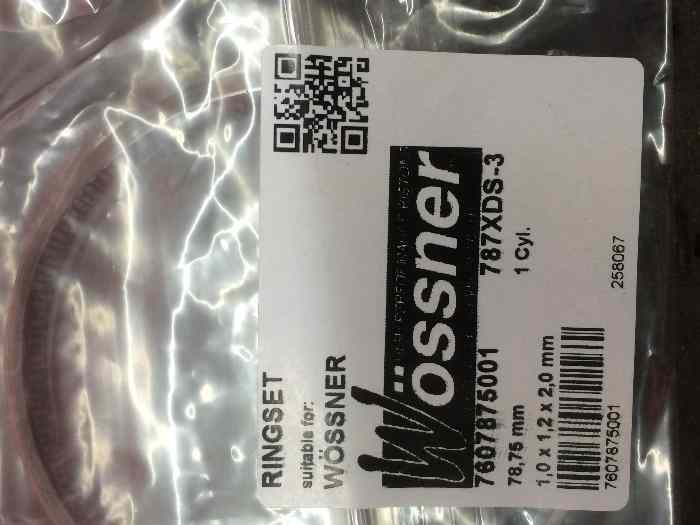 RINGSET
suitable for:
WÖSSNER
Wössner
7607875001 787XDS-3
78,75 mm 1 Cyl.
1,0 x 1,2 x 2,0 mm
7607875001 258067